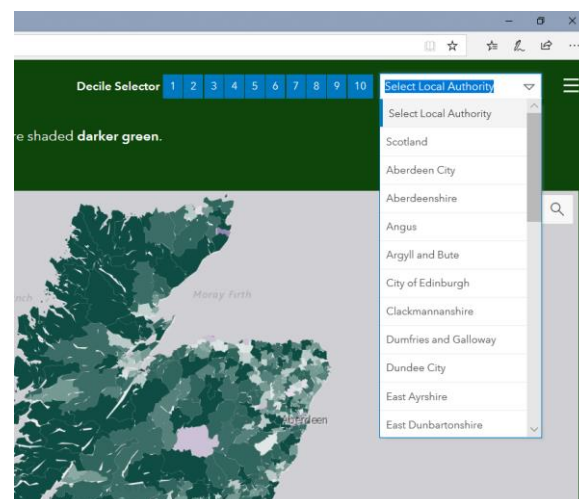 Decile Selector 1 2 3 4 5 6 7 8 9 10
Select Local Authority
re shaded darker green.
Select Local Authority
Scotland
Aberdeen City
Aberdeenshire
Angus
Argyll and Bute
City of Edinburgh
Clackmannanshire
Dumfries and Galloway
Dundee City
East Ayrshire
East Dunbartonshire
Moray Firth
Aberdeen